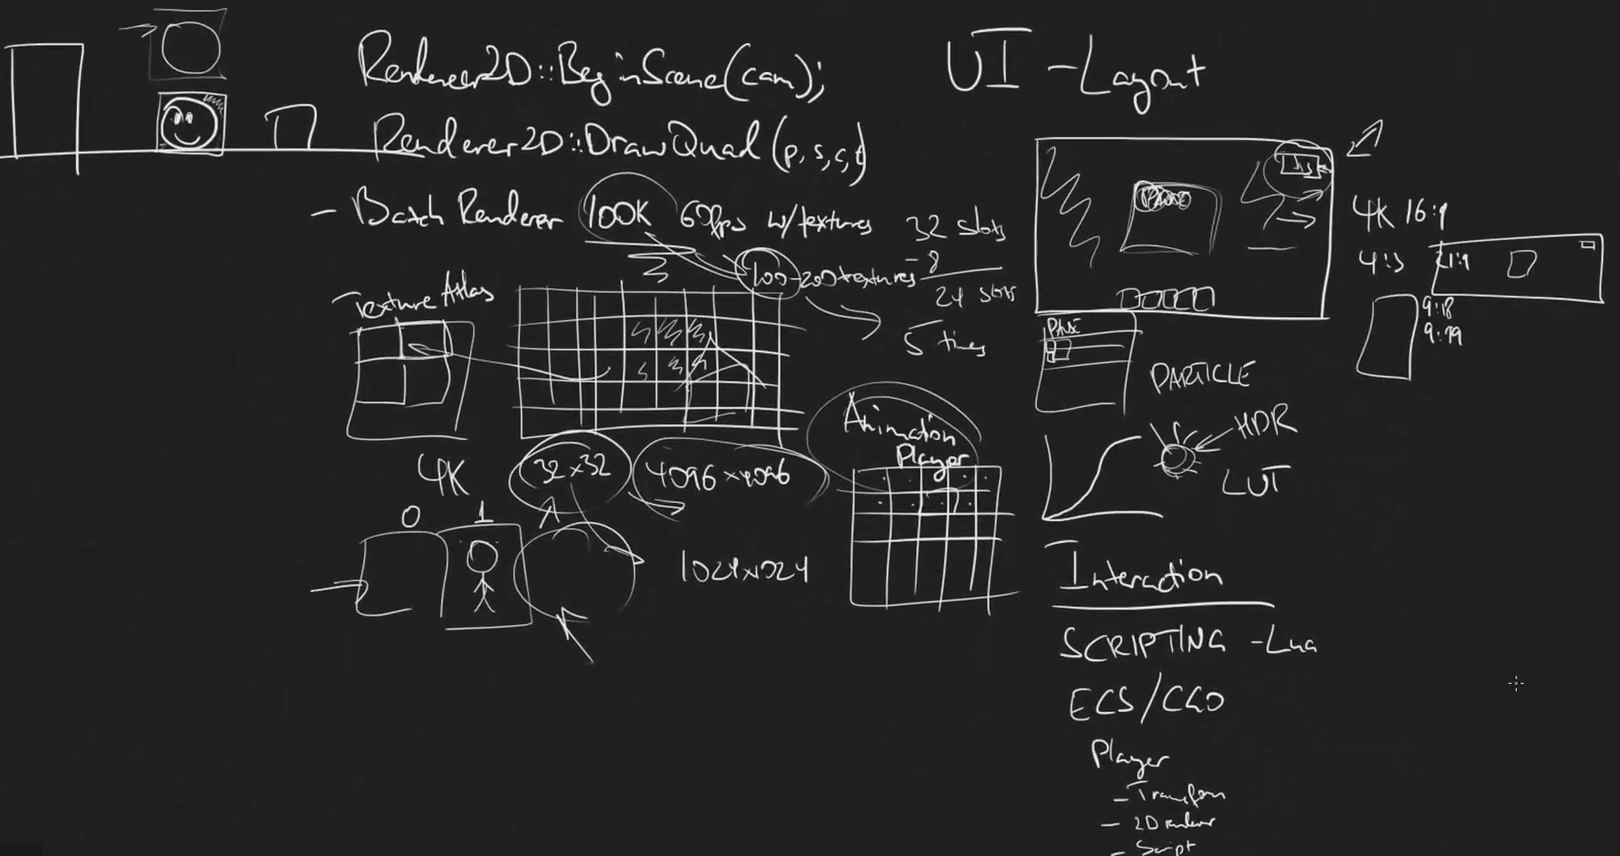 Renderer2D::BeginScene(cam);
Renderer2D::DrawQuad(p, s, c, t)
- Batch Renderer 100K 60fps w/textures
32 slots
- 8
24 slots
100-200 textures
5 times
Texture Atlas
4K
32x32
4096x4096
0 1
1024x1024
Animation
Player
UI - Layout
4K 16:9
4:3
21:9
9:18
9:19
PARTICLE
HDR
LUT
Interaction
SCRIPTING - Lua
ECS/CGO
Player
- Transform
- 2D renderer
- Script